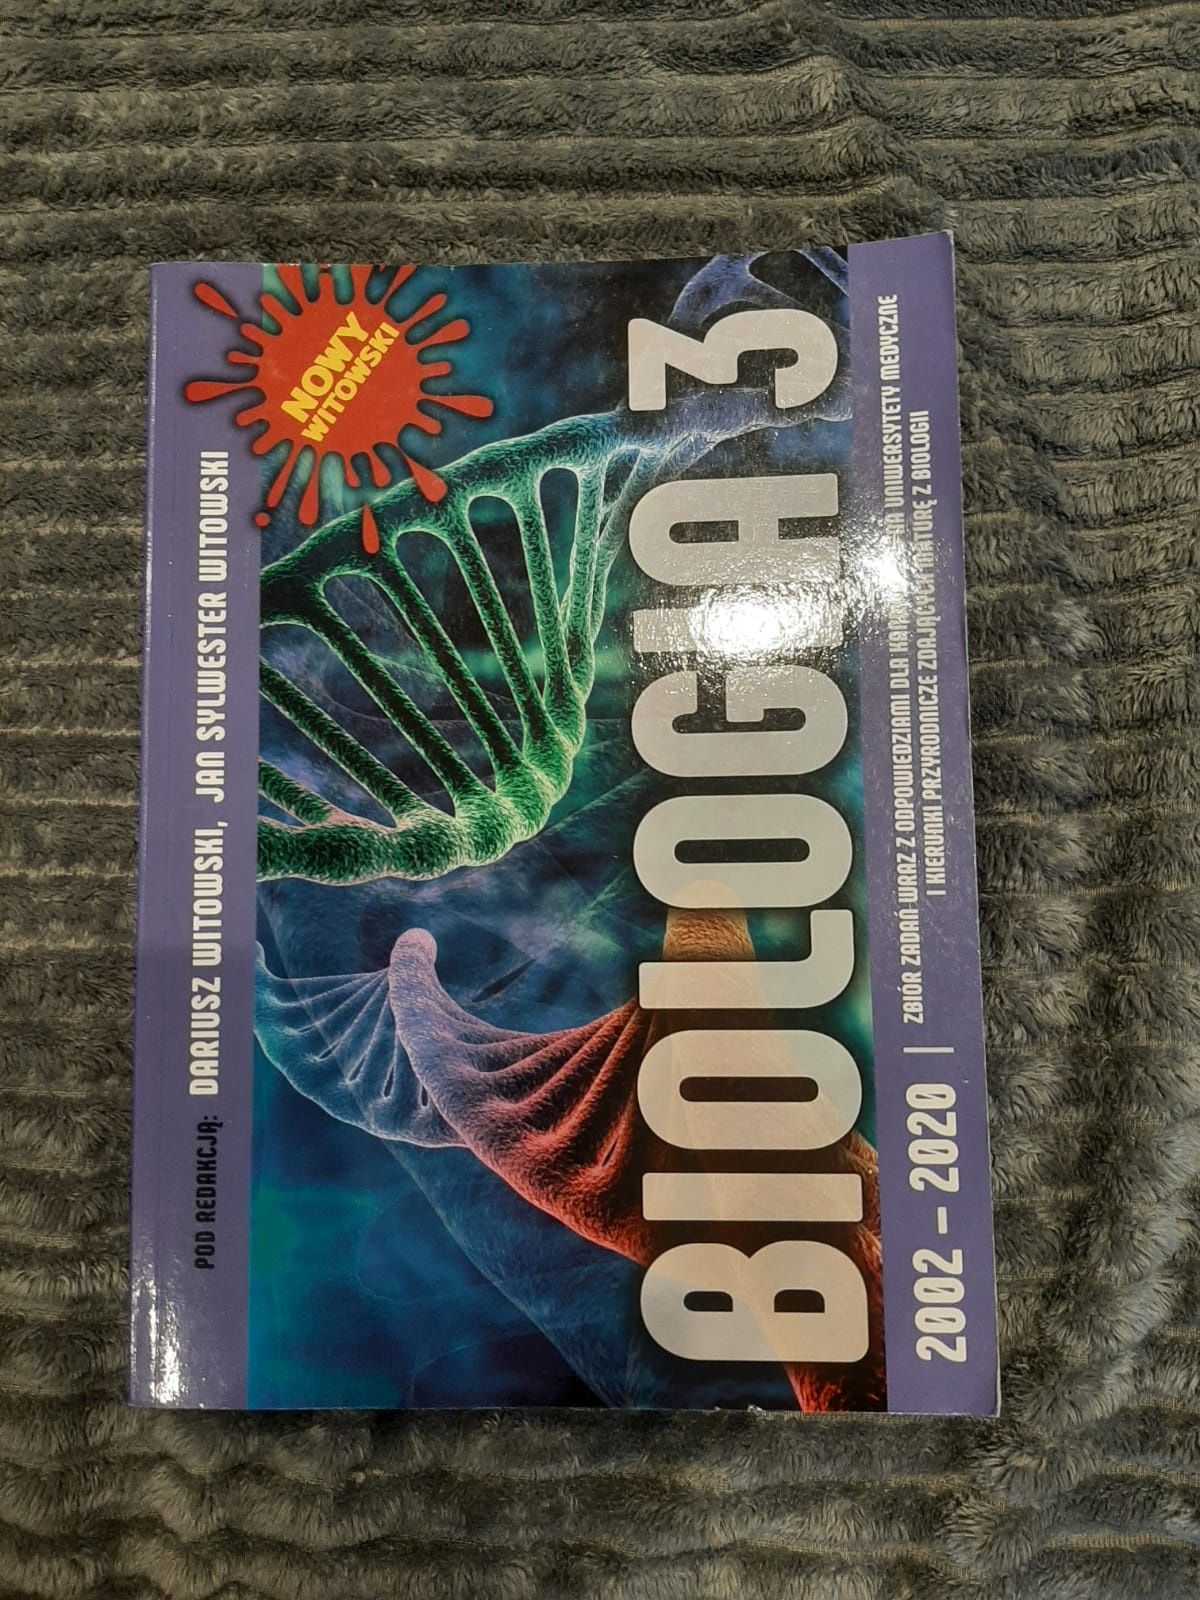 POD REDAKCJĄ: DARIUSZ WITOWSKI, JAN SYLWESTER WITOWSKI
NOWY
WITOWSKI
BIOLOGIA 3
2002 – 2020 | ZBIÓR ZADAŃ WRAZ Z ODPOWIEDZIAMI DLA NA UNIWERSYTETY MEDYCZNE
I KIERUNKI PRZYRODNICZE ZDAJĄCYCH MATURĘ Z BIOLOGII